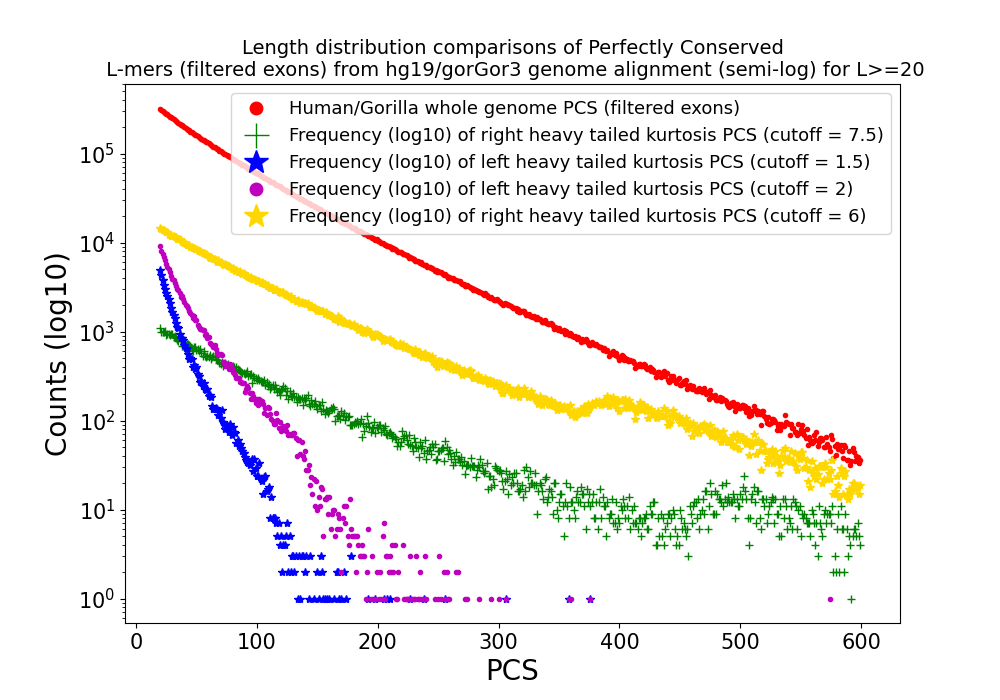 Length distribution comparisons of Perfectly Conserved
L-mers (filtered exons) from hg19/gorGor3 genome alignment (semi-log) for L>=20
Human/Gorilla whole genome PCS (filtered exons)
Frequency (log10) of right heavy tailed kurtosis PCS (cutoff = 7.5)
Frequency (log10) of left heavy tailed kurtosis PCS (cutoff = 1.5)
Frequency (log10) of left heavy tailed kurtosis PCS (cutoff = 2)
Frequency (log10) of right heavy tailed kurtosis PCS (cutoff = 6)
Counts (log10)
10⁵
10⁴
10³
10²
10¹
10⁰
0 100 200 300 400 500 600
PCS